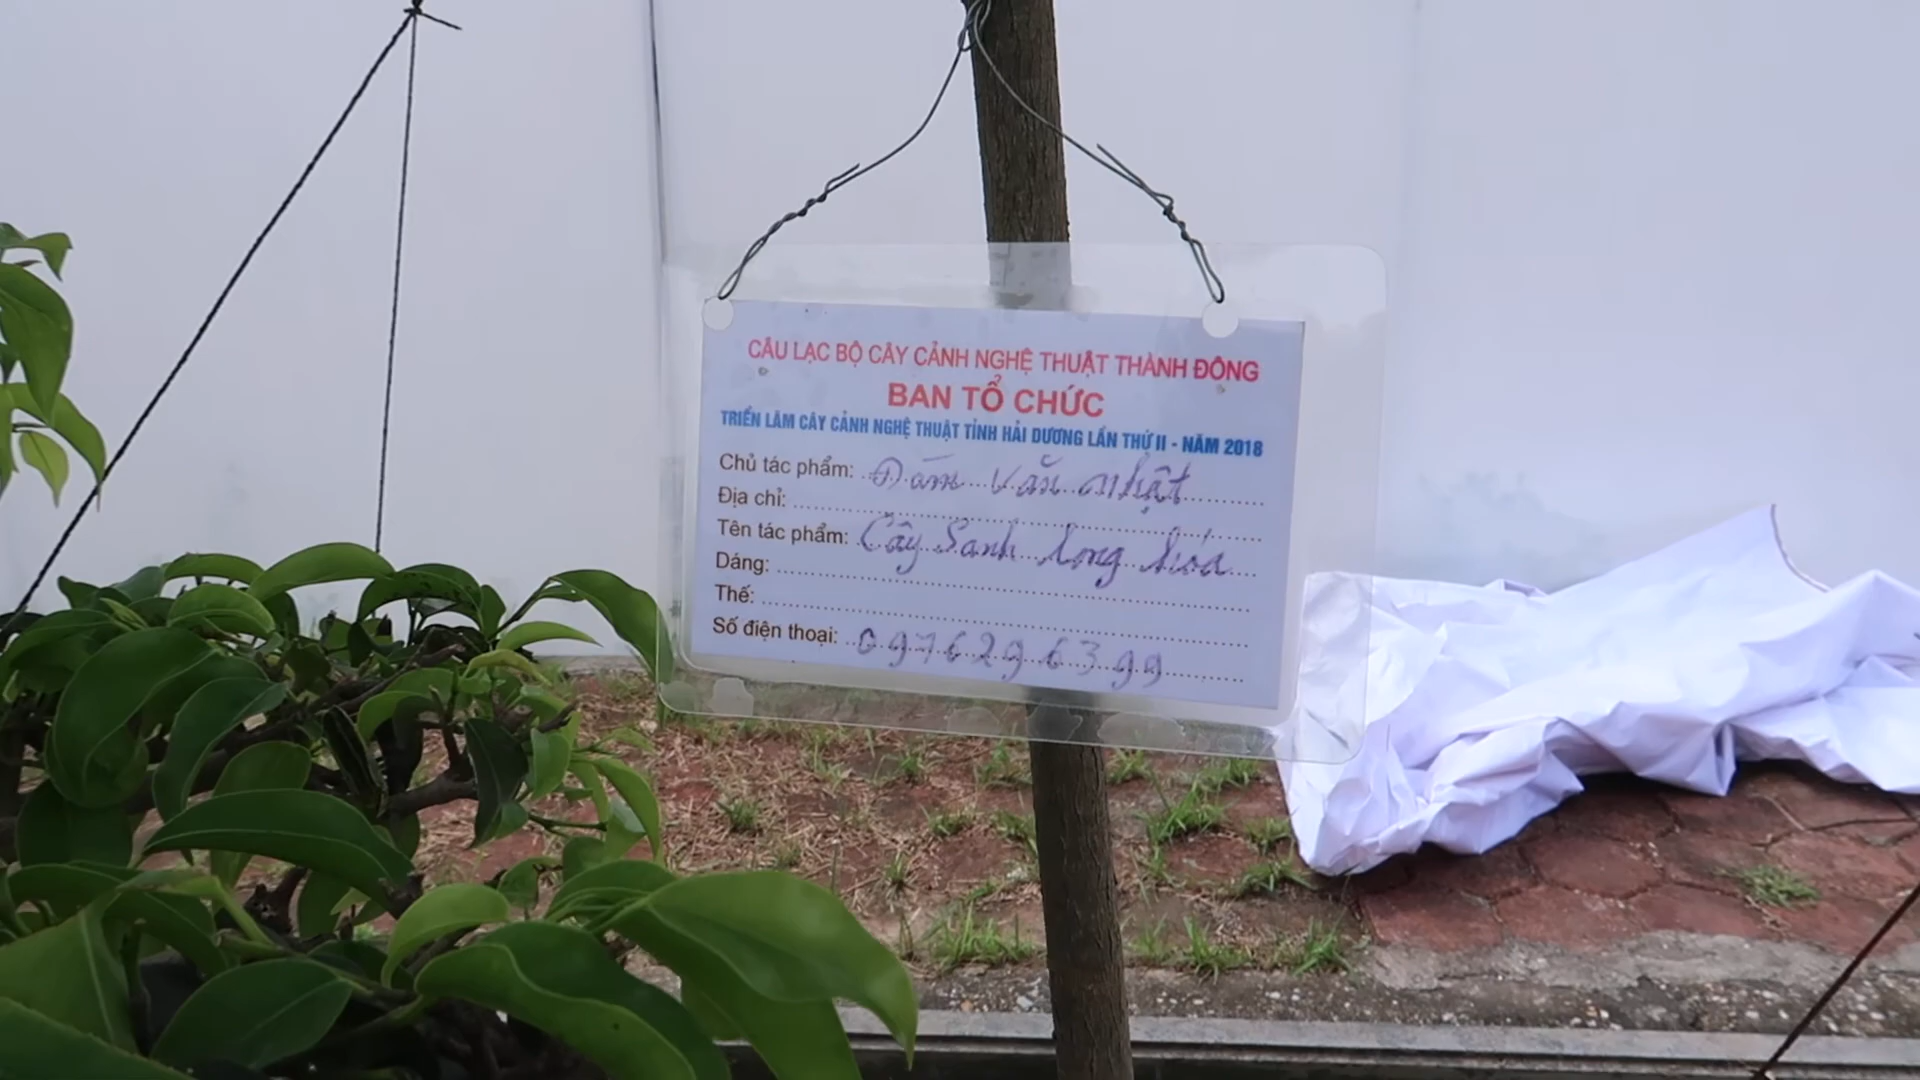 CÂU LẠC BỘ CÂY CẢNH NGHỆ THUẬT THÀNH ĐÔNG
BAN TỔ CHỨC
TRIỂN LÃM CÂY CẢNH NGHỆ THUẬT TỈNH HẢI DƯƠNG LẦN THỨ II - NĂM 2018
Chủ tác phẩm: Đàm Văn Nhật
Địa chỉ:
Tên tác phẩm: Cây Sanh long hóa
Dáng:
Thế:
Số điện thoại: 0976296399